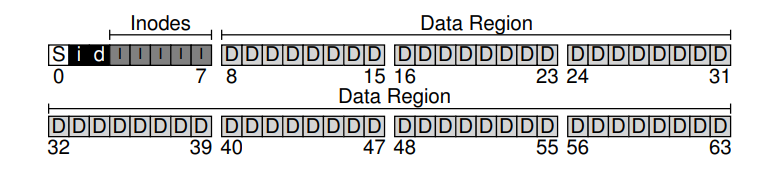 Inodes Data Region
S i d I I I I I D D D D D D D D D D D D D D D D D D D D D D D D
0 7 8 15 16 23 24 31
Data Region
D D D D D D D D D D D D D D D D D D D D D D D D D D D D D D D D
32 39 40 47 48 55 56 63